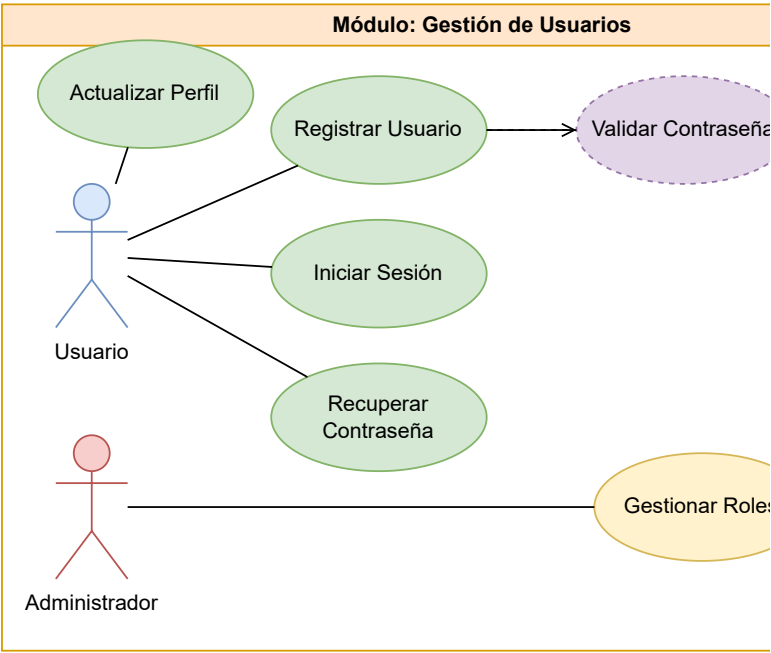 Módulo: Gestión de Usuarios
Actualizar Perfil
Registrar Usuario
Validar Contraseña
Iniciar Sesión
Usuario
Recuperar
Contraseña
Gestionar Roles
Administrador